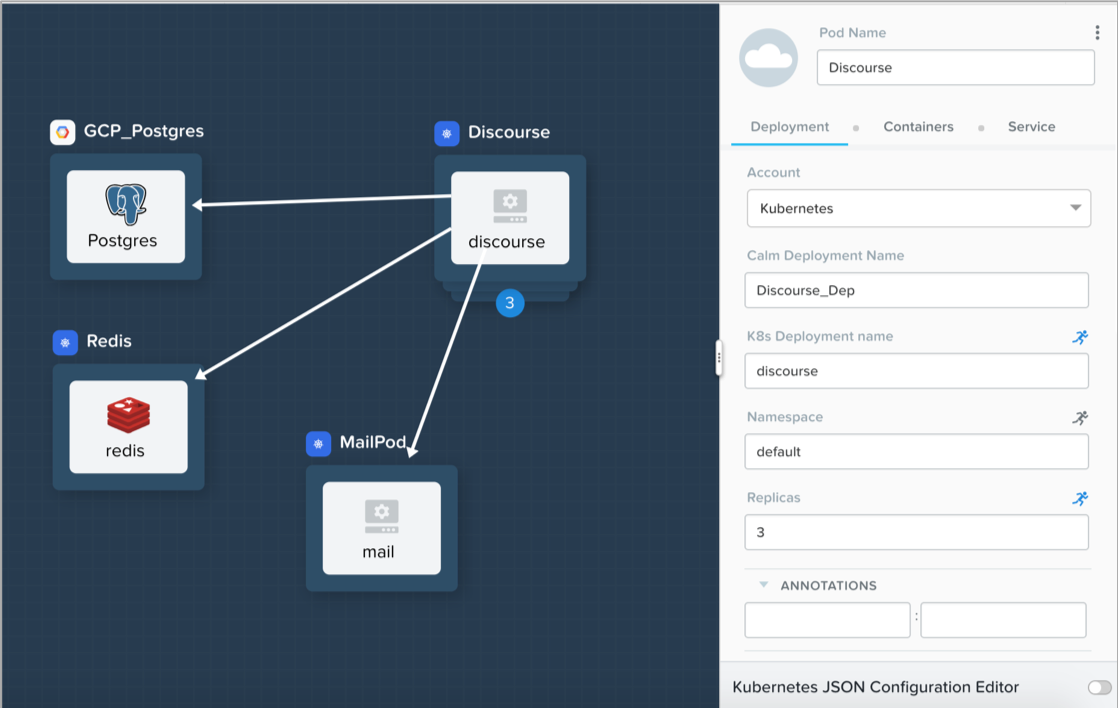 GCP_Postgres
Postgres
Discourse
discourse
3
Redis
redis
MailPod
mail
Pod Name
Discourse
Deployment
Containers
Service
Account
Kubernetes
Calm Deployment Name
Discourse_Dep
K8s Deployment name
discourse
Namespace
default
Replicas
3
ANNOTATIONS
:
Kubernetes JSON Configuration Editor